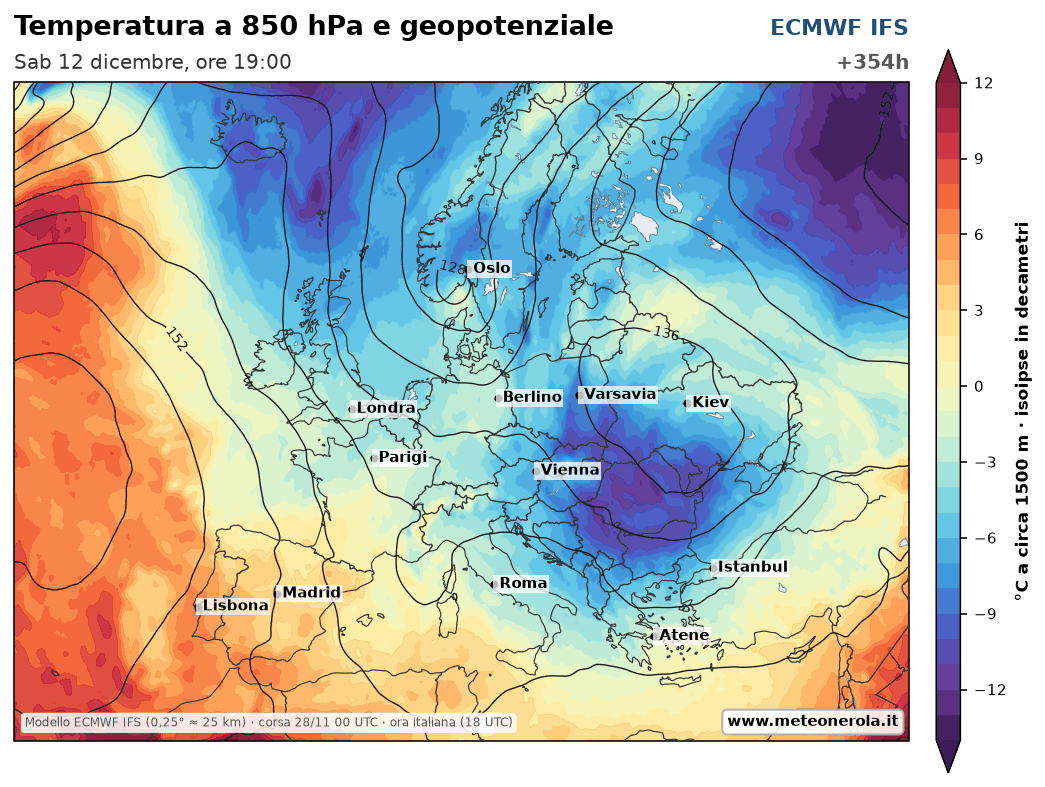 Temperatura a 850 hPa e geopotenziale
ECMWF IFS
Sab 12 dicembre, ore 19:00
+354h
152
128
Oslo
152
136
Berlino
Varsavia
Kiev
Londra
Parigi
Vienna
Istanbul
Roma
Madrid
Lisbona
Atene
Modello ECMWF IFS (0,25° ≈ 25 km) · corsa 28/11 00 UTC · ora italiana (18 UTC)
www.meteonerola.it
12
9
6
3
0
−3
−6
−9
−12
°C a circa 1500 m · isoipse in decametri